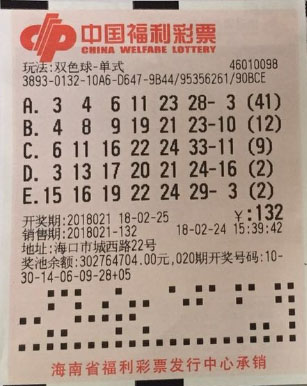 中国福利彩票
CHINA WELFARE LOTTERY
玩法:双色球-单式 46010098
3893-0132-10A6-D647-9B44/95356261/90BCE
A. 3 4 6 11 23 28- 3 (41)
B. 4 8 9 19 21 23-10 (12)
C. 6 11 16 22 24 33-11 (9)
D. 3 13 17 20 21 24-16 (2)
E.15 16 19 22 24 29- 3 (2)
开奖期:2018021 18-02-25 ¥:132
销售期:2018021-132 18-02-24 15:39:42
地址:海口市城西路22号
奖池余额:302764704.00元,020期开奖号码:10-
30-14-06-09-28+05
海南省福利彩票发行中心承销